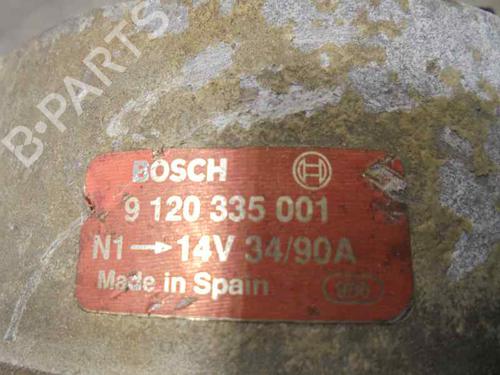 B-PARTS
BOSCH
9 120 335 001
N1→14V 34/90A
Made in Spain